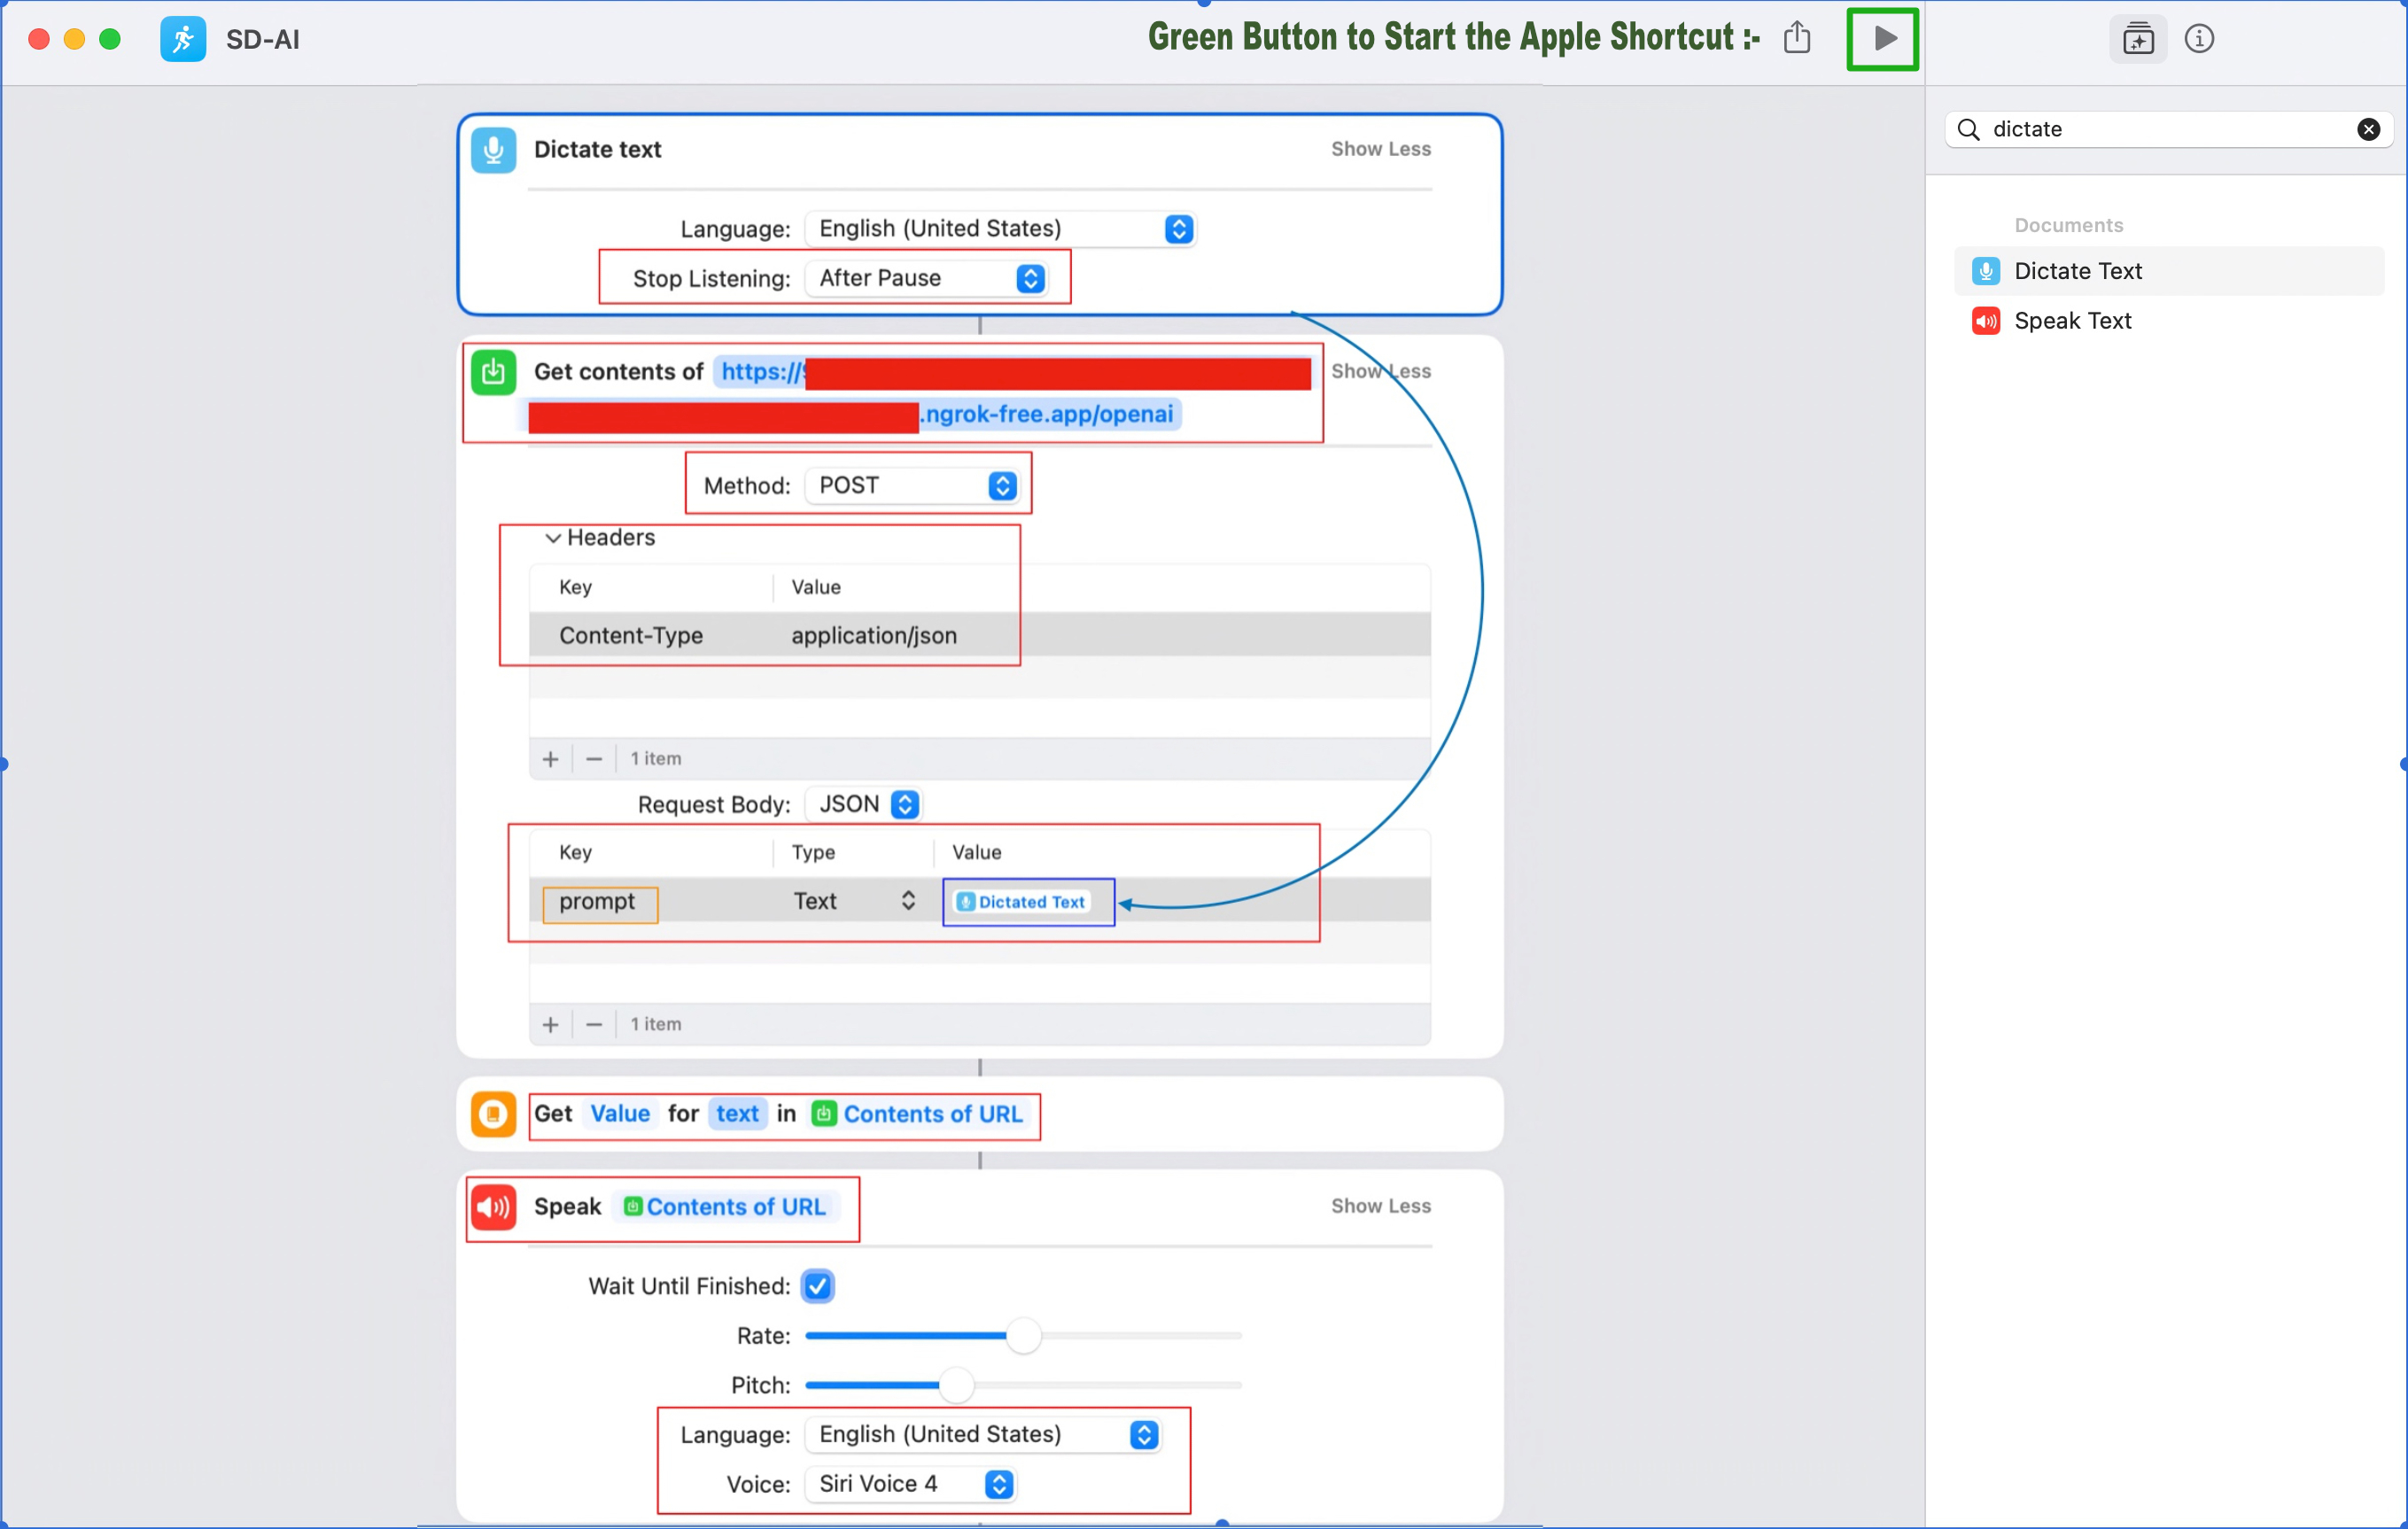 SD-AI
Green Button to Start the Apple Shortcut :-
dictate
Documents
Dictate Text
Speak Text
Dictate text
Show Less
Language: English (United States)
Stop Listening: After Pause
Get contents of https://
Show Less
.ngrok-free.app/openai
Method: POST
Headers
Key Value
Content-Type application/json
+ − 1 item
Request Body: JSON
Key Type Value
prompt Text Dictated Text
+ − 1 item
Get Value for text in Contents of URL
Speak Contents of URL
Show Less
Wait Until Finished:
Rate:
Pitch:
Language: English (United States)
Voice: Siri Voice 4